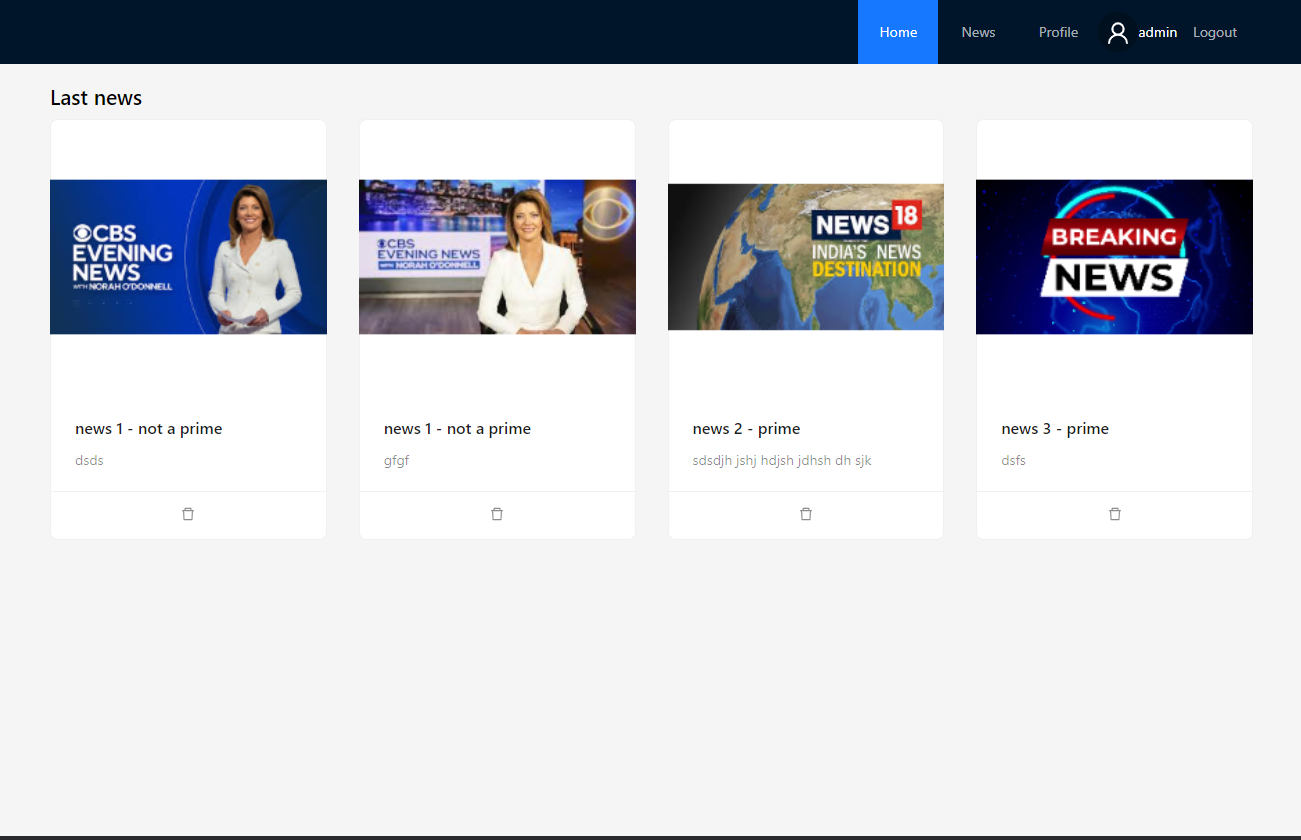 Home
News
Profile
admin
Logout
Last news
CBS
EVENING
NEWS
WITH NORAH O'DONNELL
CBS
EVENING NEWS
WITH NORAH O'DONNELL
NEWS 18
INDIA'S NEWS
DESTINATION
BREAKING
NEWS
news 1 - not a prime
dsds
news 1 - not a prime
gfgf
news 2 - prime
sdsdjh jshj hdjsh jdhsh dh sjk
news 3 - prime
dsfs